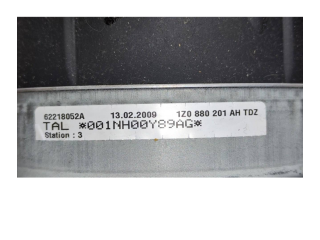 62218052A 13.02.2009 1Z0 880 201 AH TDZ
TAL *001NH00Y89AG*
Station : 3